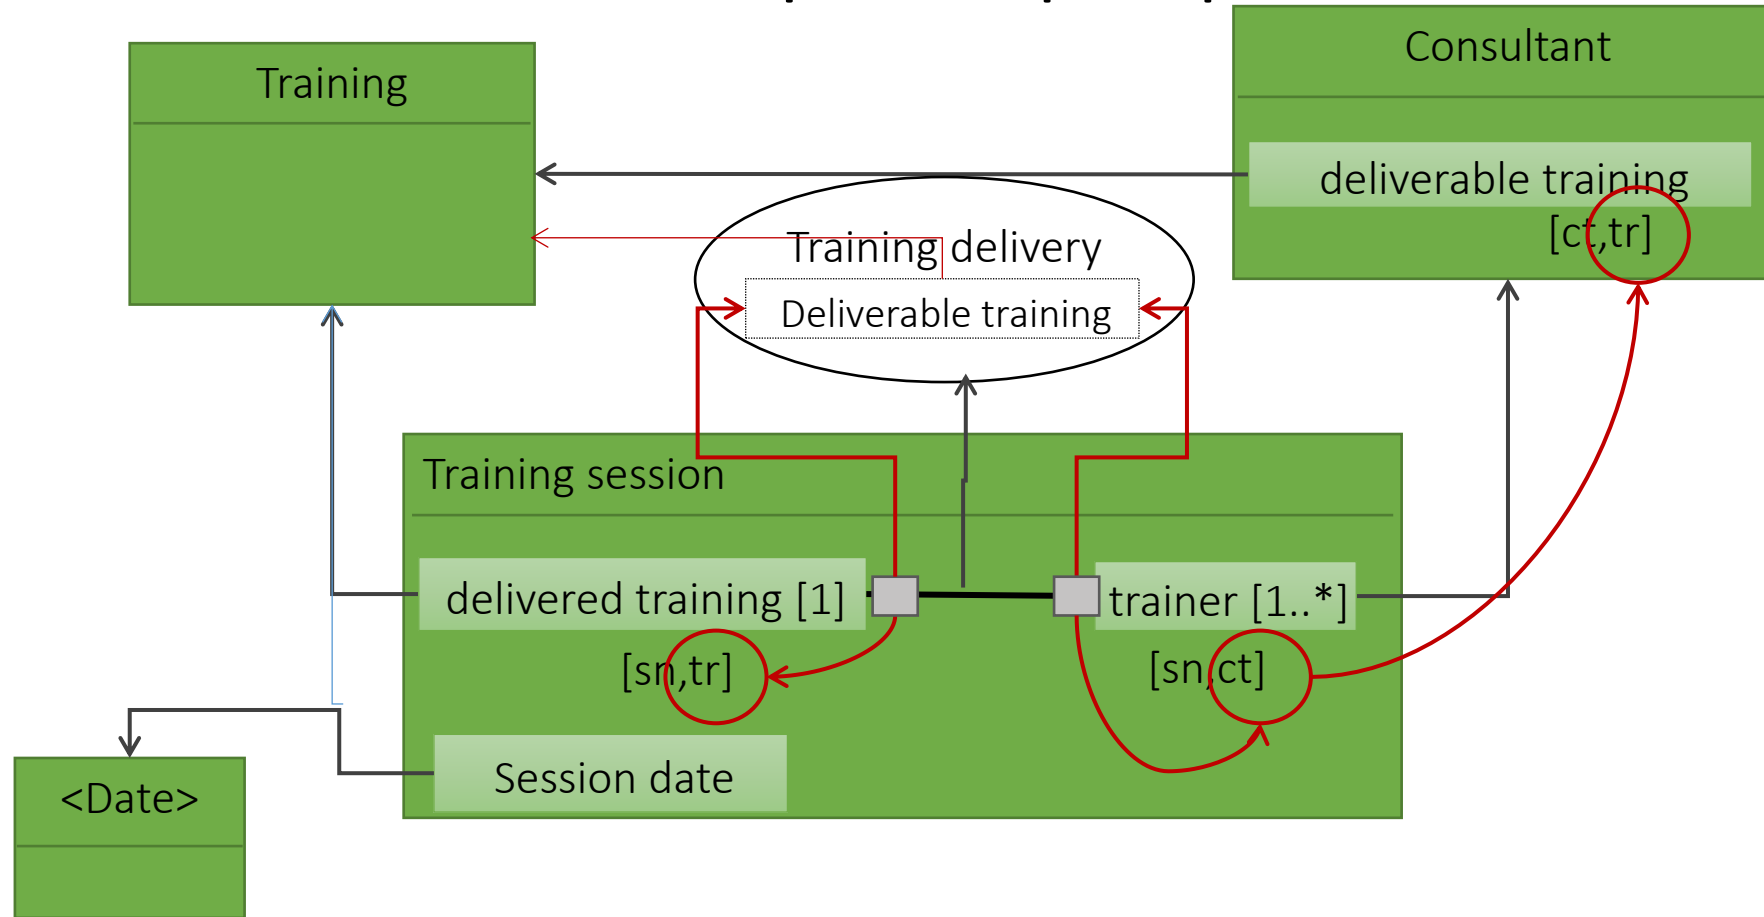 Training
Consultant
deliverable training
[ct,tr]
Training delivery
Deliverable training
Training session
delivered training [1]
trainer [1..*]
[sn,tr]
[sn,ct]
Session date
<Date>